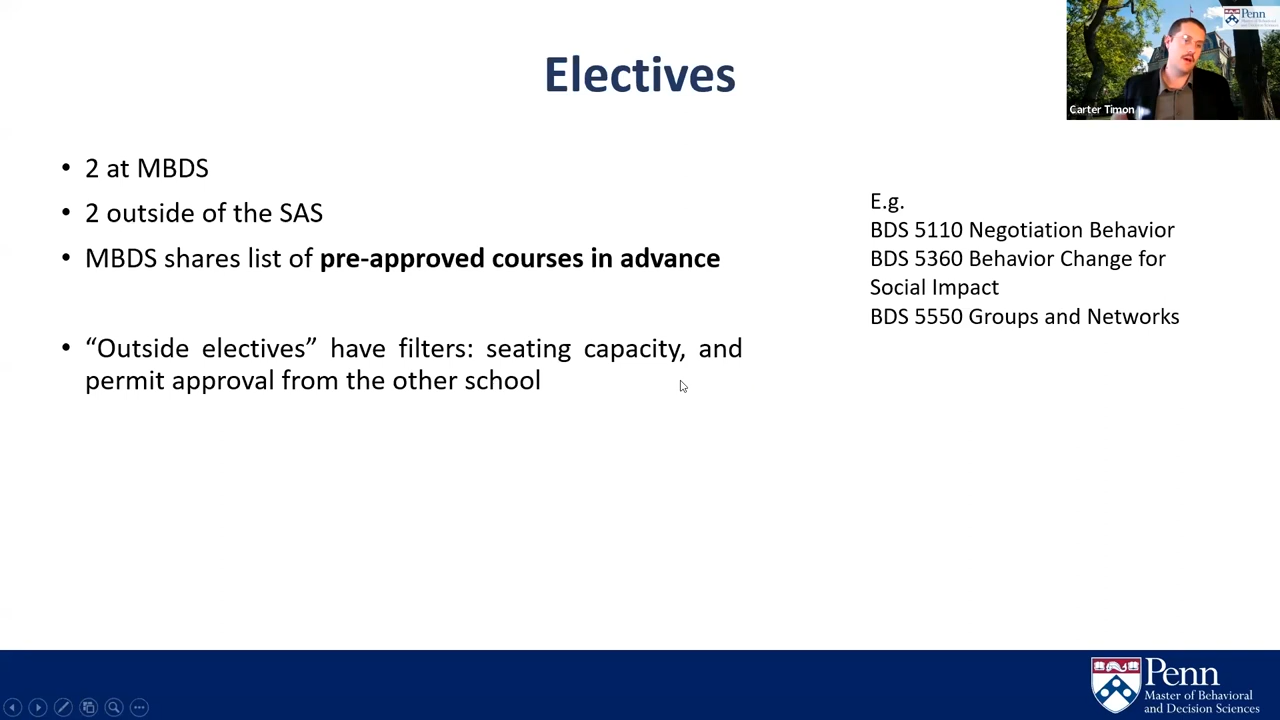 Electives
• 2 at MBDS
• 2 outside of the SAS
• MBDS shares list of pre-approved courses in advance
• “Outside electives” have filters: seating capacity, and
permit approval from the other school
E.g.
BDS 5110 Negotiation Behavior
BDS 5360 Behavior Change for
Social Impact
BDS 5550 Groups and Networks
Penn
Carter Timon
Penn
Master of Behavioral
and Decision Sciences